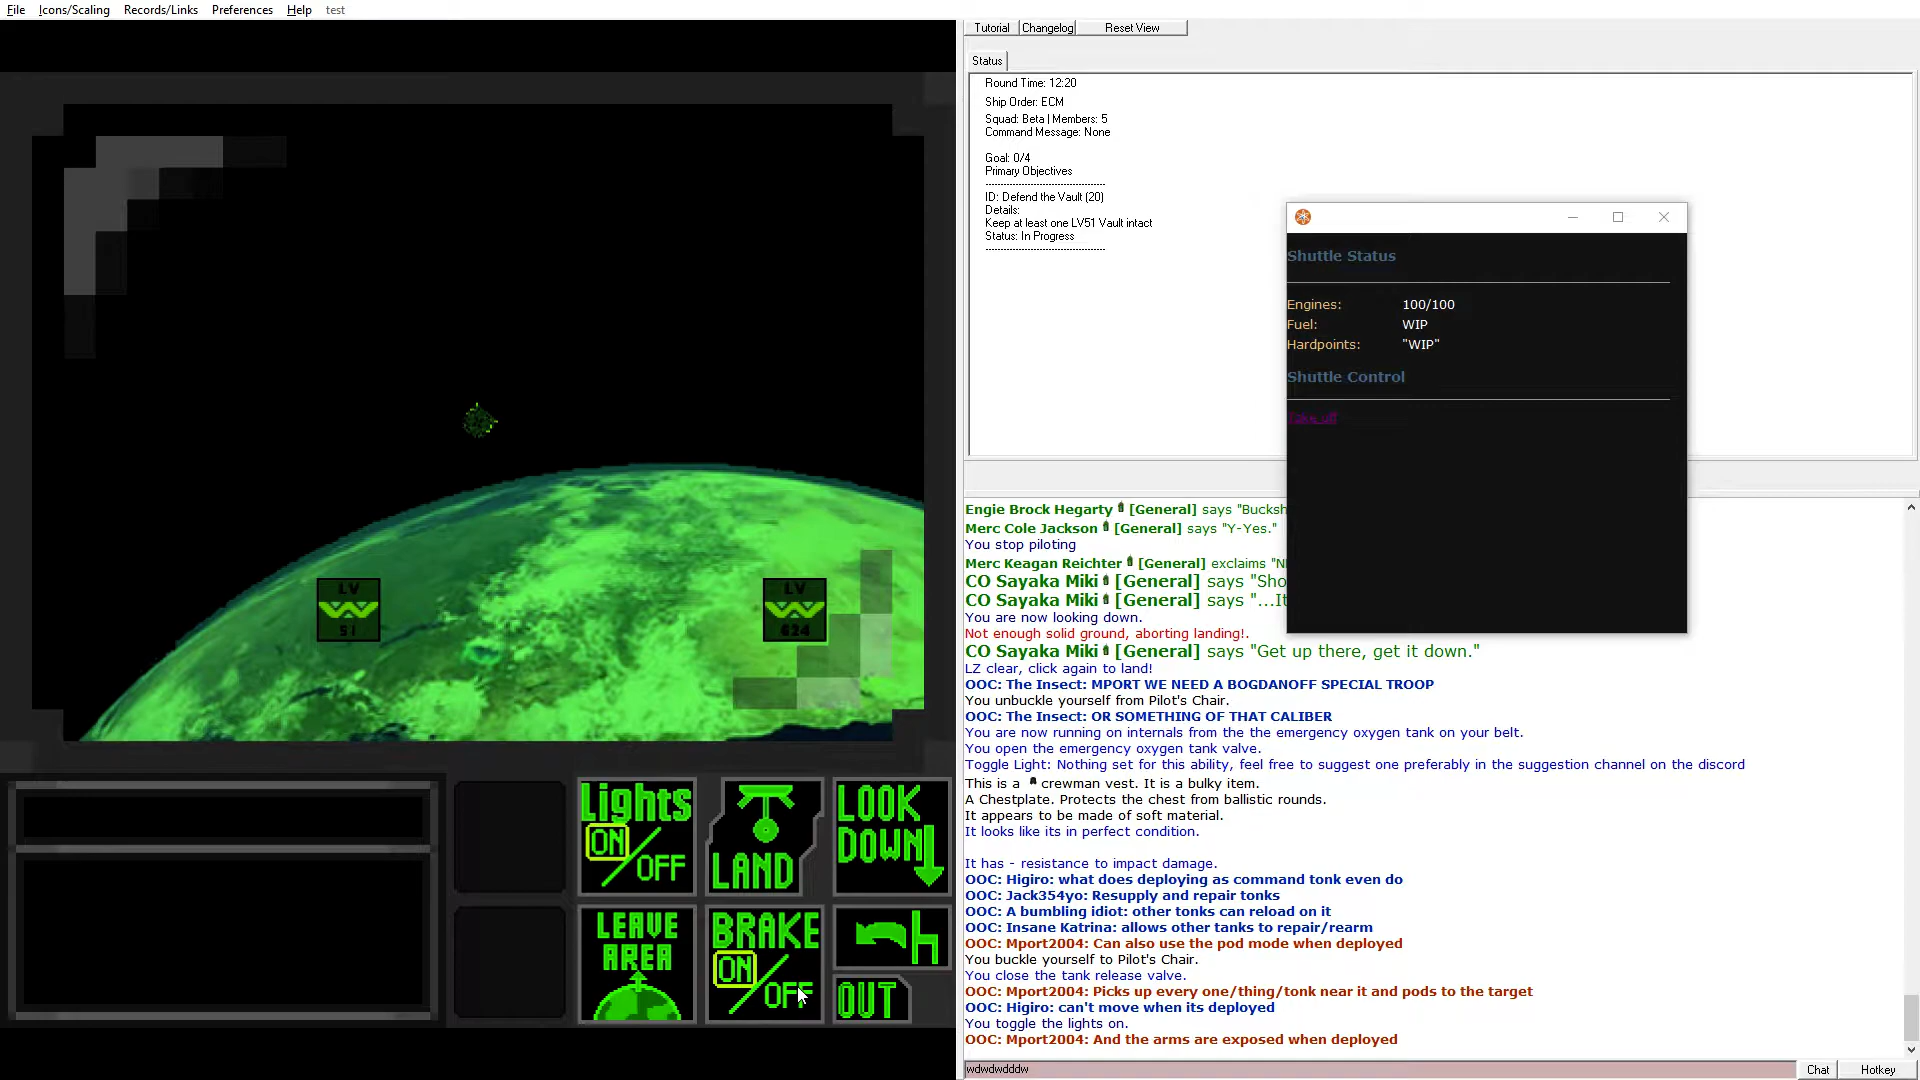 File Icons/Scaling Records/Links Preferences Help test
Tutorial Changelog Reset View
Status
Round Time: 12:20
Ship Order: ECM
Squad: Beta | Members: 5
Command Message: None
Goal: 0/4
Primary Objectives
----------------------------------------
ID: Defend the Vault (20)
Details:
Keep at least one LV51 Vault intact
Status: In Progress
----------------------------------------
Shuttle Status
Engines: 100/100
Fuel: WIP
Hardpoints: "WIP"
Shuttle Control
Take off
LV
51
LV
624
Lights
ON/OFF
LAND
LOOK
DOWN
LEAVE
AREA
BRAKE
ON/OFF
OUT
Engie Brock Hegarty [General] says "Bucksh
Merc Cole Jackson [General] says "Y-Yes."
You stop piloting
Merc Keagan Reichter [General] exclaims "N
CO Sayaka Miki [General] says "Sho
CO Sayaka Miki [General] says "...It
You are now looking down.
Not enough solid ground, aborting landing!.
CO Sayaka Miki [General] says "Get up there, get it down."
LZ clear, click again to land!
OOC: The Insect: MPORT WE NEED A BOGDANOFF SPECIAL TROOP
You unbuckle yourself from Pilot's Chair.
OOC: The Insect: OR SOMETHING OF THAT CALIBER
You are now running on internals from the the emergency oxygen tank on your belt.
You open the emergency oxygen tank valve.
Toggle Light: Nothing set for this ability, feel free to suggest one preferably in the suggestion channel on the discord
This is a crewman vest. It is a bulky item.
A Chestplate. Protects the chest from ballistic rounds.
It appears to be made of soft material.
It looks like its in perfect condition.
It has - resistance to impact damage.
OOC: Higiro: what does deploying as command tonk even do
OOC: Jack354yo: Resupply and repair tonks
OOC: A bumbling idiot: other tonks can reload on it
OOC: Insane Katrina: allows other tanks to repair/rearm
OOC: Mport2004: Can also use the pod mode when deployed
You buckle yourself to Pilot's Chair.
You close the tank release valve.
OOC: Mport2004: Picks up every one/thing/tonk near it and pods to the target
OOC: Higiro: can't move when its deployed
You toggle the lights on.
OOC: Mport2004: And the arms are exposed when deployed
wdwdwdddw
Chat Hotkey